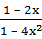 1 − 2x
1 − 4x²